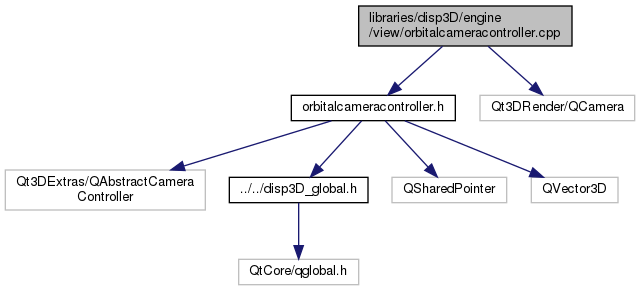 libraries/disp3D/engine
/view/orbitalcameracontroller.cpp
orbitalcameracontroller.h
Qt3DRender/QCamera
Qt3DExtras/QAbstractCamera
Controller
../../disp3D_global.h
QSharedPointer
QVector3D
QtCore/qglobal.h